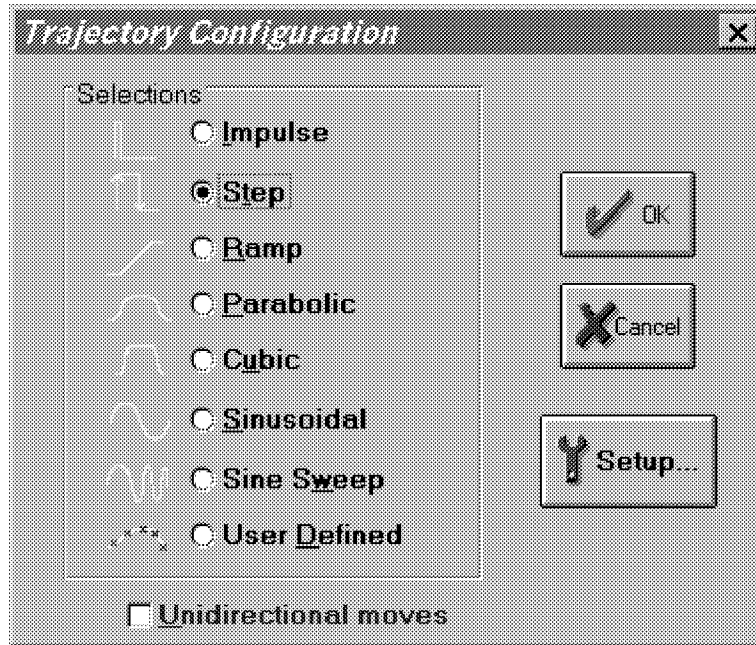 Trajectory Configuration
Selections
Impulse
Step
Ramp
Parabolic
Cubic
Sinusoidal
Sine Sweep
User Defined
OK
Cancel
Setup...
Unidirectional moves